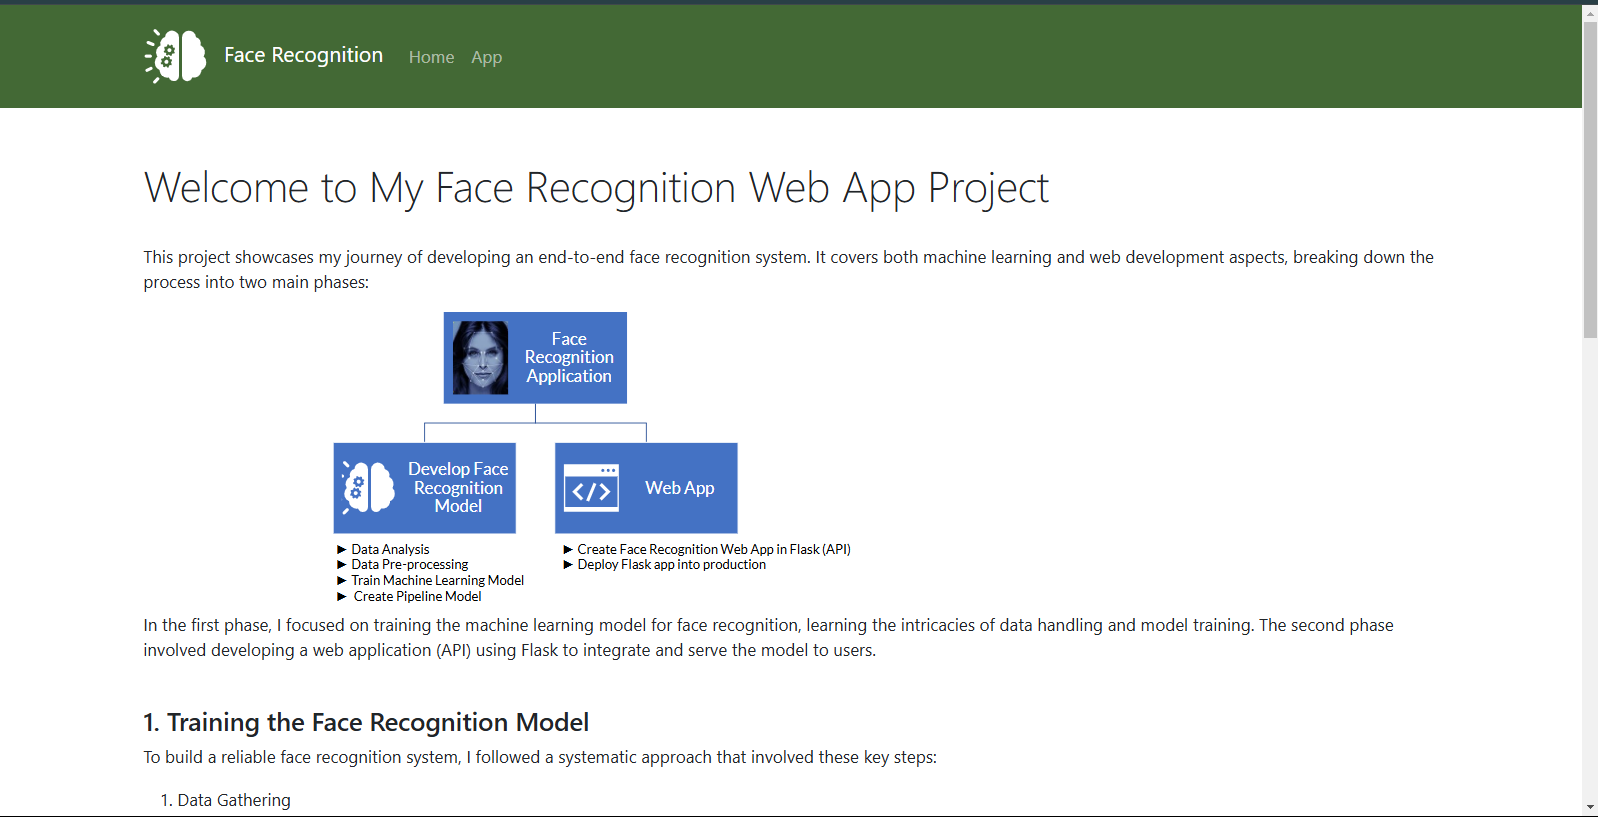 Face Recognition Home App
Welcome to My Face Recognition Web App Project
This project showcases my journey of developing an end-to-end face recognition system. It covers both machine learning and web development aspects, breaking down the
process into two main phases:
Face
Recognition
Application
Develop Face
Recognition
Model
</>
Web App
► Data Analysis
► Data Pre-processing
► Train Machine Learning Model
► Create Pipeline Model
► Create Face Recognition Web App in Flask (API)
► Deploy Flask app into production
In the first phase, I focused on training the machine learning model for face recognition, learning the intricacies of data handling and model training. The second phase
involved developing a web application (API) using Flask to integrate and serve the model to users.
1. Training the Face Recognition Model
To build a reliable face recognition system, I followed a systematic approach that involved these key steps:
1. Data Gathering